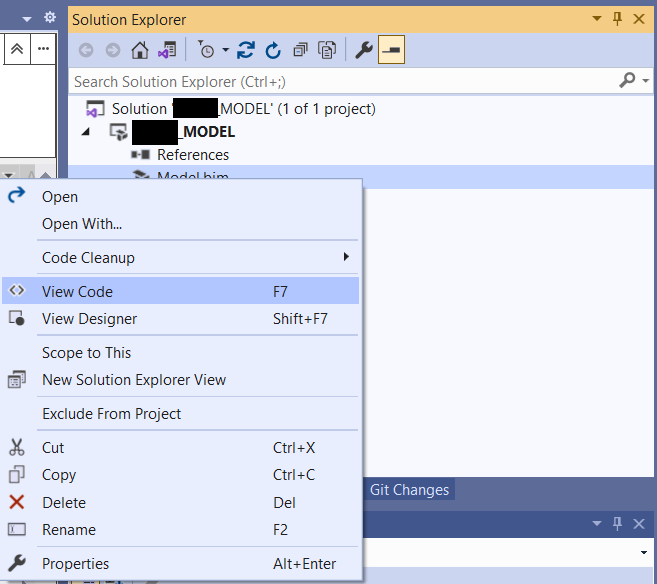 Solution Explorer
Search Solution Explorer (Ctrl+;)
Solution '_MODEL' (1 of 1 project)
_MODEL
References
Model.bim
Open
Open With...
Code Cleanup
View Code F7
View Designer Shift+F7
Scope to This
New Solution Explorer View
Exclude From Project
Cut Ctrl+X
Copy Ctrl+C
Delete Del
Rename F2
Properties Alt+Enter
Git Changes